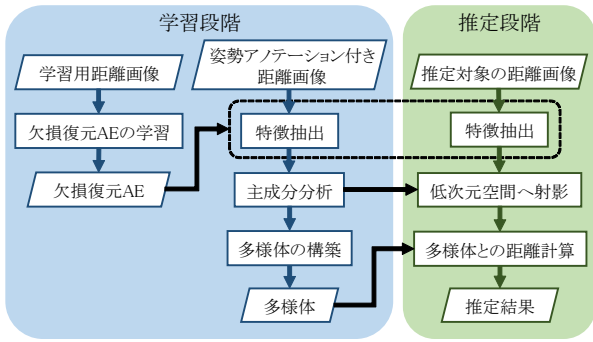 学習段階
学習用距離画像
欠損復元AEの学習
欠損復元AE
姿勢アノテーション付き
距離画像
特徴抽出
主成分分析
多様体の構築
多様体
推定段階
推定対象の距離画像
特徴抽出
低次元空間へ射影
多様体との距離計算
推定結果